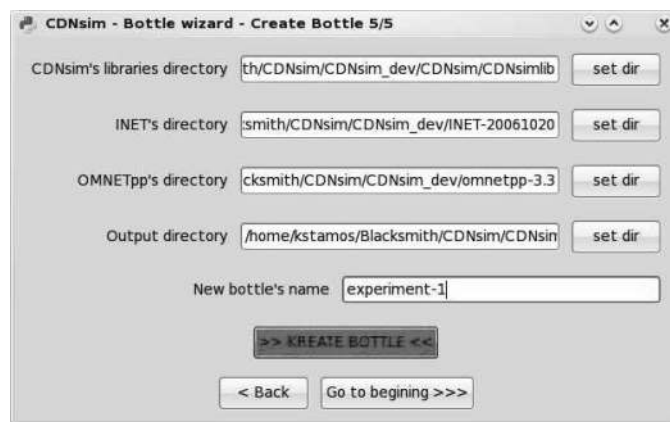 CDNsim - Bottle wizard - Create Bottle 5/5
CDNsim's libraries directory th/CDNsim/CDNsim_dev/CDNsim/CDNsimlib set dir
INET's directory :smith/CDNsim/CDNsim_dev/INET-20061020 set dir
OMNETpp's directory cksmith/CDNsim/CDNsim_dev/omnetpp-3.3 set dir
Output directory /home/kstamos/Blacksmith/CDNsim/CDNsim set dir
New bottle's name experiment-1
>> KREATE BOTTLE <<
< Back Go to begining >>>